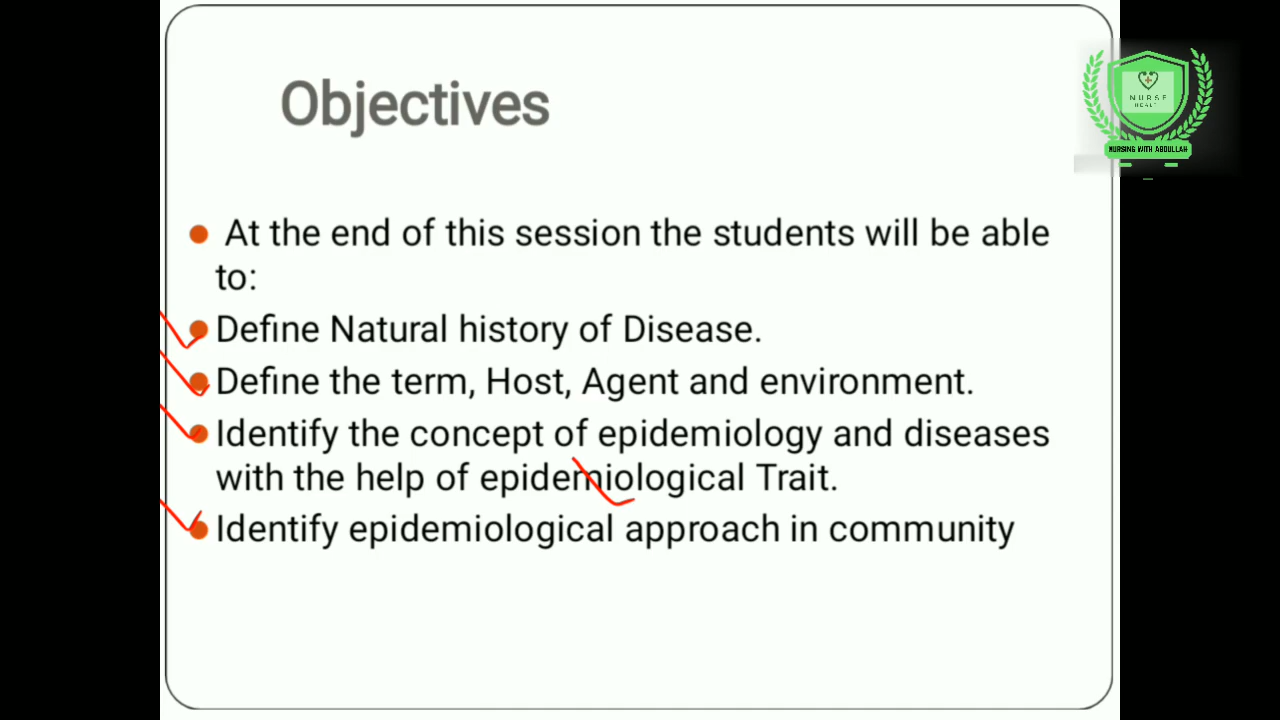 Objectives
At the end of this session the students will be able
to:
Define Natural history of Disease.
Define the term, Host, Agent and environment.
Identify the concept of epidemiology and diseases
with the help of epidemiological Trait.
Identify epidemiological approach in community
NURSE
NURSING WITH ABDULLAH